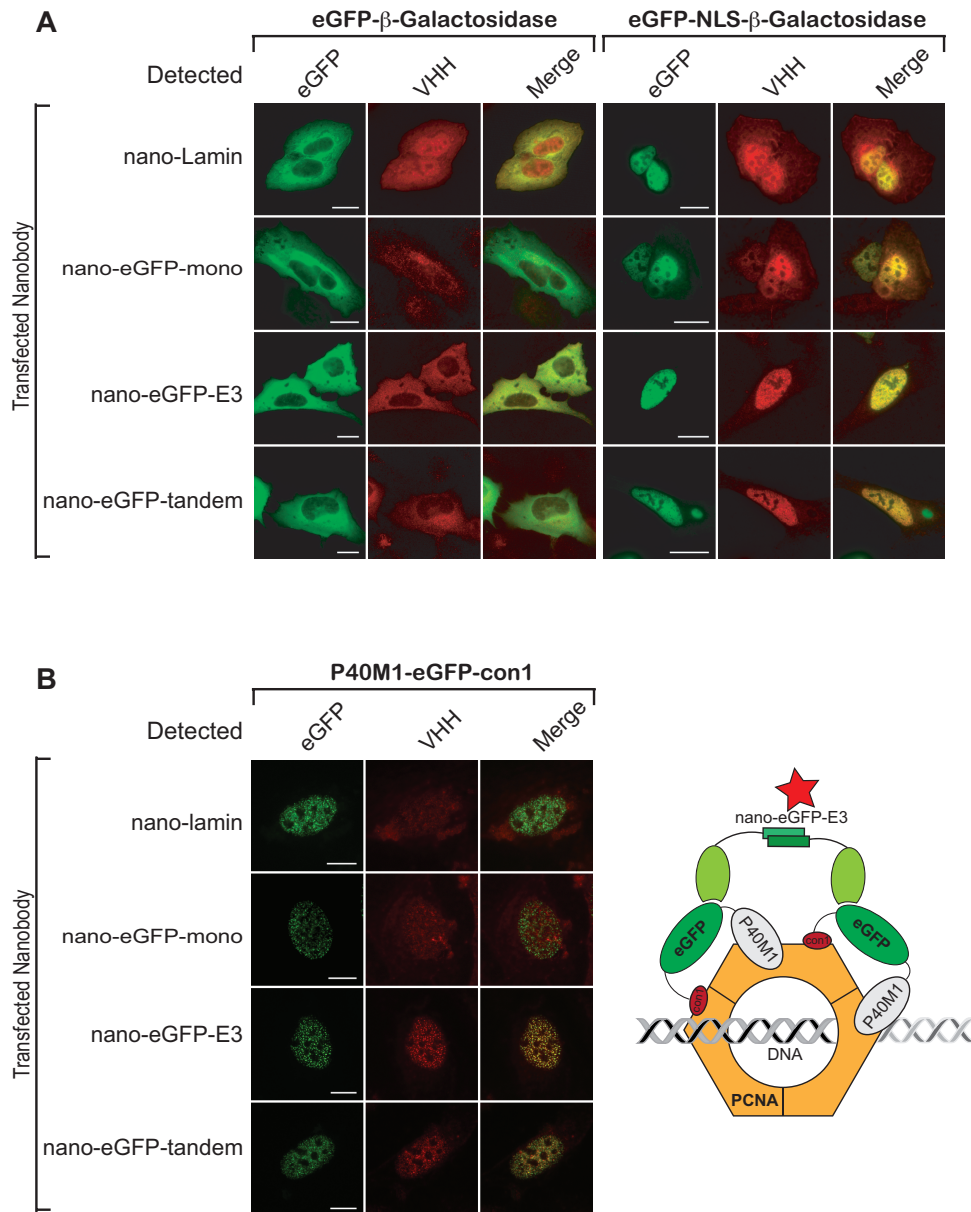 A
eGFP-β-Galactosidase
eGFP-NLS-β-Galactosidase
Detected
eGFP
VHH
Merge
eGFP
VHH
Merge
Transfected Nanobody
nano-Lamin
nano-eGFP-mono
nano-eGFP-E3
nano-eGFP-tandem
B
P40M1-eGFP-con1
Detected
eGFP
VHH
Merge
Transfected Nanobody
nano-lamin
nano-eGFP-mono
nano-eGFP-E3
nano-eGFP-tandem
nano-eGFP-E3
eGFP
P40M1
con1
eGFP
con1
P40M1
DNA
PCNA